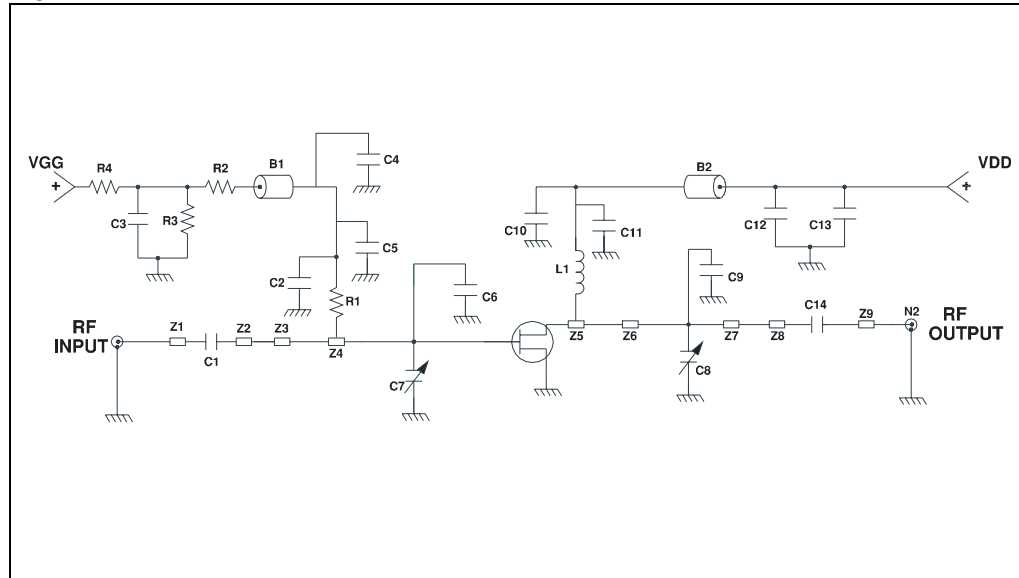 VGG
+
R4
R2
B1
C4
C3
R3
C5
C2
R1
C6
RF
INPUT
Z1
C1
Z2
Z3
Z4
C7
B2
VDD
+
C10
C11
C12
C13
L1
C9
Z5
Z6
C8
Z7
Z8
C14
Z9
N2
RF
OUTPUT